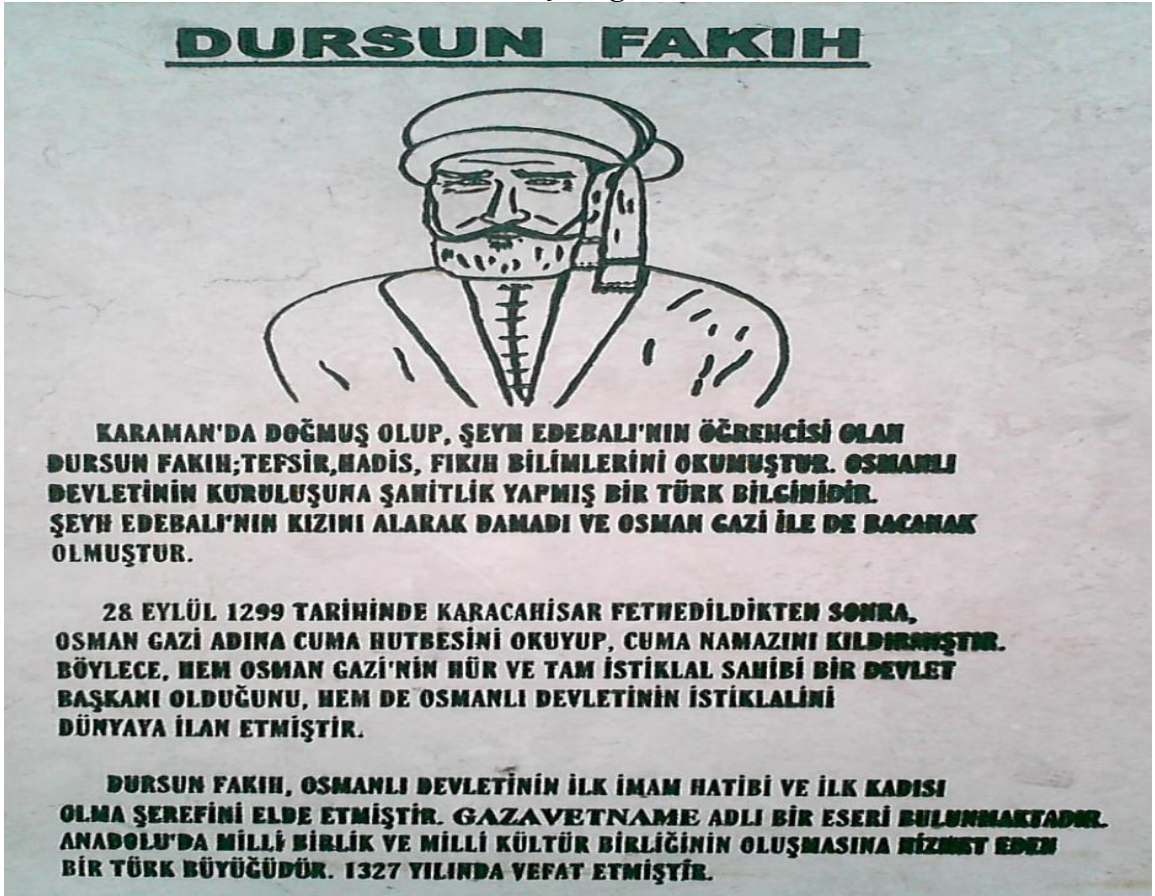 DURSUN FAKIH
KARAMAN'DA DOĞMUŞ OLUP, ŞEYH EDEBALI'NIN ÖĞRENCİSİ OLAN
DURSUN FAKIH;TEFSİR,HADİS, FIKIH BİLİMLERİNİ OKUMUŞTUR. OSMANLI
DEVLETİNİN KURULUŞUNA ŞAHİTLİK YAPMIŞ BİR TÜRK BİLGİNİDİR.
ŞEYH EDEBALI'NIN KIZINI ALARAK DAMADI VE OSMAN GAZİ İLE DE BACANAK
OLMUŞTUR.
28 EYLÜL 1299 TARİHİNDE KARACAHİSAR FETHEDİLDİKTEN SONRA,
OSMAN GAZİ ADINA CUMA HUTBESİNİ OKUYUP, CUMA NAMAZINI KILDIRMIŞTIR.
BÖYLECE, HEM OSMAN GAZİ'NİN HÜR VE TAM İSTİKLAL SAHİBİ BİR DEVLET
BAŞKANI OLDUĞUNU, HEM DE OSMANLI DEVLETİNİN İSTİKLALİNİ
DÜNYAYA İLAN ETMİŞTİR.
DURSUN FAKIH, OSMANLI DEVLETİNİN İLK İMAM HATİBİ VE İLK KADISI
OLMA ŞEREFİNİ ELDE ETMİŞTİR. GAZAVETNAME ADLI BİR ESERİ BULUNMAKTADIR.
ANADOLU'DA MİLLİ BİRLİK VE MİLLİ KÜLTÜR BİRLİĞİNİN OLUŞMASINA HİZMET EDEN
BİR TÜRK BÜYÜĞÜDÜR. 1327 YILINDA VEFAT ETMİŞTİR.